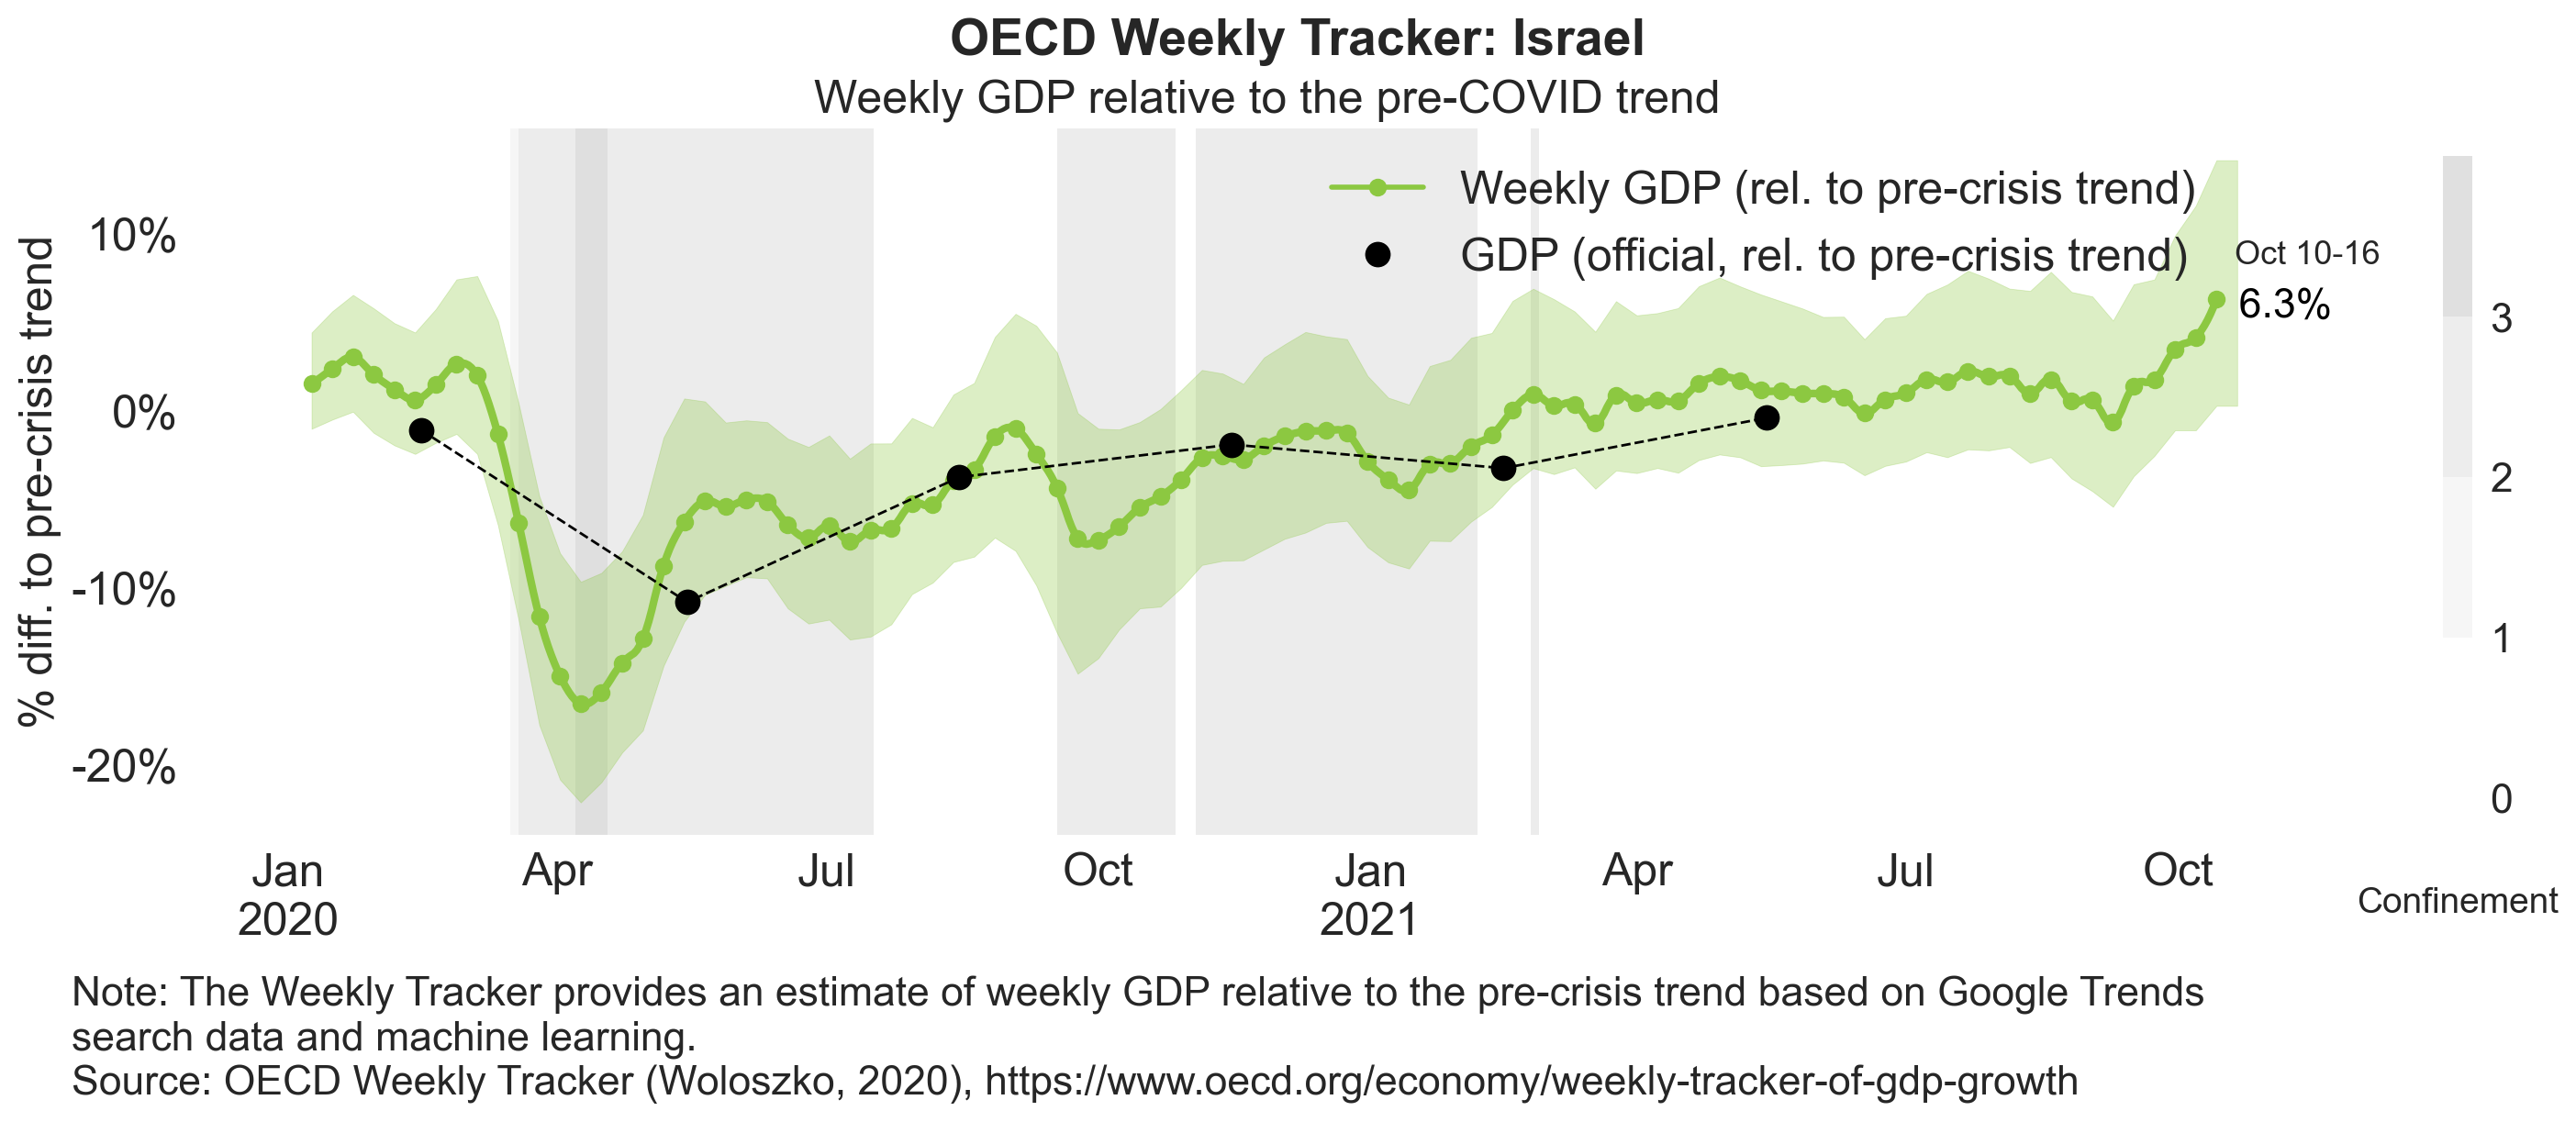 OECD Weekly Tracker: Israel
Weekly GDP relative to the pre-COVID trend
Weekly GDP (rel. to pre-crisis trend)
GDP (official, rel. to pre-crisis trend)
Oct 10-16
6.3%
% diff. to pre-crisis trend
10%
0%
-10%
-20%
3
2
1
0
Jan
2020
Apr
Jul
Oct
Jan
2021
Apr
Jul
Oct
Confinement
Note: The Weekly Tracker provides an estimate of weekly GDP relative to the pre-crisis trend based on Google Trends
search data and machine learning.
Source: OECD Weekly Tracker (Woloszko, 2020), https://www.oecd.org/economy/weekly-tracker-of-gdp-growth